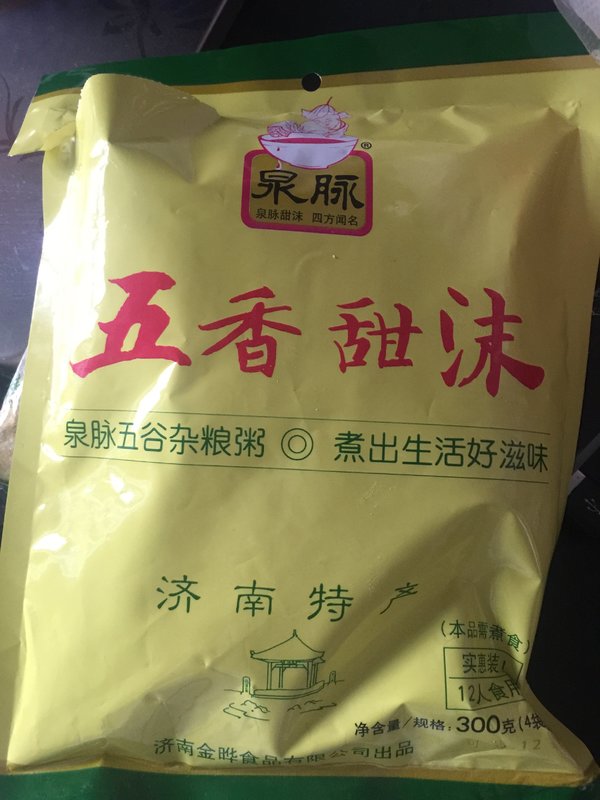 ®
泉脉
泉脉甜沫 四方闻名
五香甜沫
泉脉五谷杂粮粥 ◎ 煮出生活好滋味
济南特产
(本品需煮食)
实惠装!
12人食用
净含量/规格:300克(4袋
12
济南金晔食品有限公司出品